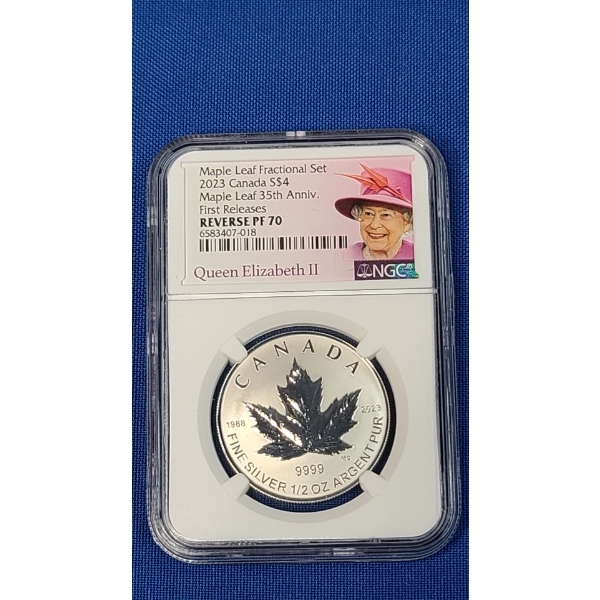 Maple Leaf Fractional Set
2023 Canada S$4
Maple Leaf 35th Anniv.
First Releases
REVERSE PF 70
6583407-018
Queen Elizabeth II
NGC
CANADA
1988
2023
9999
FINE SILVER 1/2 OZ ARGENT PUR